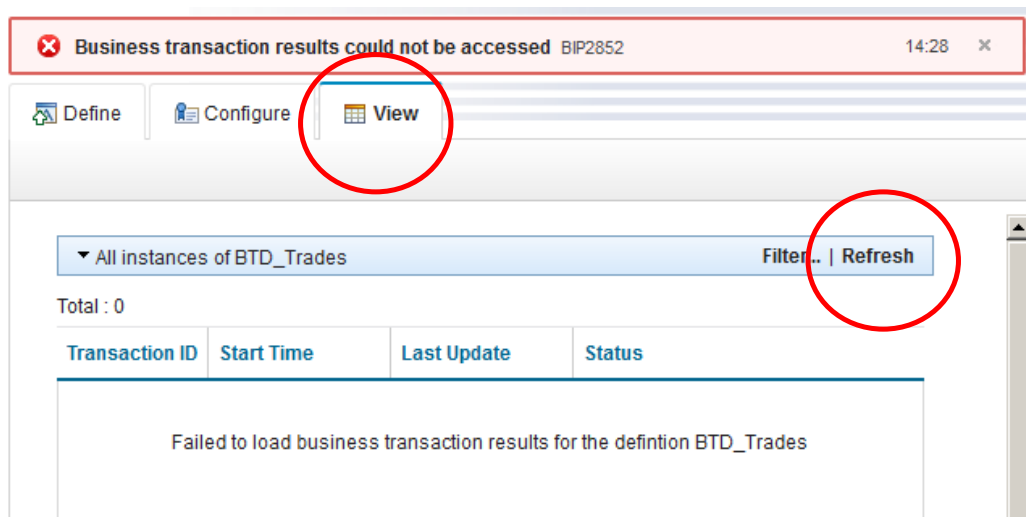 Business transaction results could not be accessed BIP2852 14:28
Define Configure View
All instances of BTD_Trades Filter... | Refresh
Total : 0
Transaction ID Start Time Last Update Status
Failed to load business transaction results for the defintion BTD_Trades